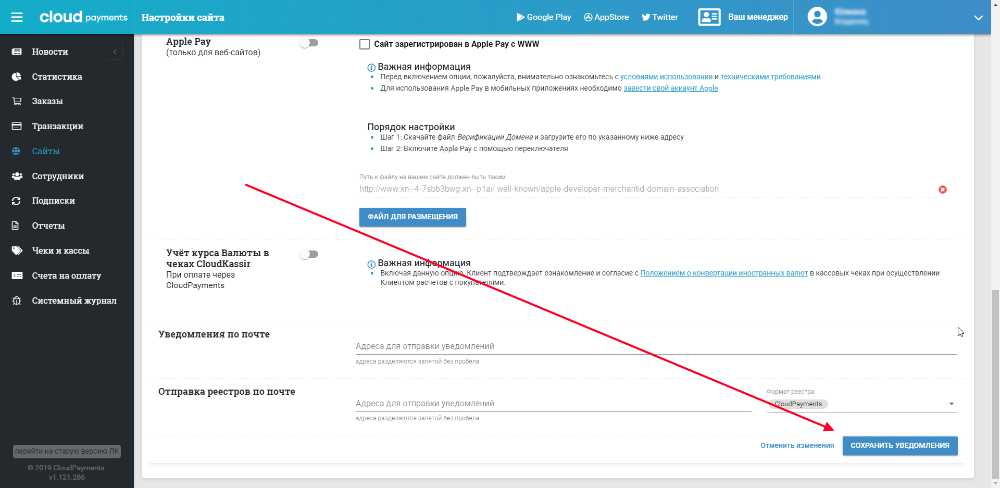 cloud payments
Настройки сайта
Google Play
AppStore
Twitter
Ваш менеджер
Новости
Статистика
Заказы
Транзакции
Сайты
Сотрудники
Подписки
Отчеты
Чеки и кассы
Счета на оплату
Системный журнал
перейти на старую версию ЛК
© 2019 CloudPayments
v1.121.286
Apple Pay
(только для веб-сайтов)
Сайт зарегистрирован в Apple Pay с WWW
Важная информация
Перед включением опции, пожалуйста, внимательно ознакомьтесь с условиями использования и техническими требованиями
Для использования Apple Pay в мобильных приложениях необходимо завести свой аккаунт Apple
Порядок настройки
Шаг 1: Скачайте файл Верификации Домена и загрузите его по указанному ниже адресу
Шаг 2: Включите Apple Pay с помощью переключателя
Путь к файлу на вашем сайте должен быть таким
http://www.xn--4-7sbb3bwg.xn--p1ai/.well-known/apple-developer-merchantid-domain-association
ФАЙЛ ДЛЯ РАЗМЕЩЕНИЯ
Учёт курса Валюты в
чеках CloudKassir
При оплате через
CloudPayments
Важная информация
Включая данную опцию, Клиент подтверждает ознакомление и согласие с Положением о конвертации иностранных валют в кассовых чеках при осуществлении
Клиентом расчетов с покупателями.
Уведомления по почте
Адреса для отправки уведомлений
адреса разделяются запятой без пробела
Отправка реестров по почте
Адреса для отправки уведомлений
адреса разделяются запятой без пробела
Формат реестра
CloudPayments
Отменить изменения
СОХРАНИТЬ УВЕДОМЛЕНИЯ